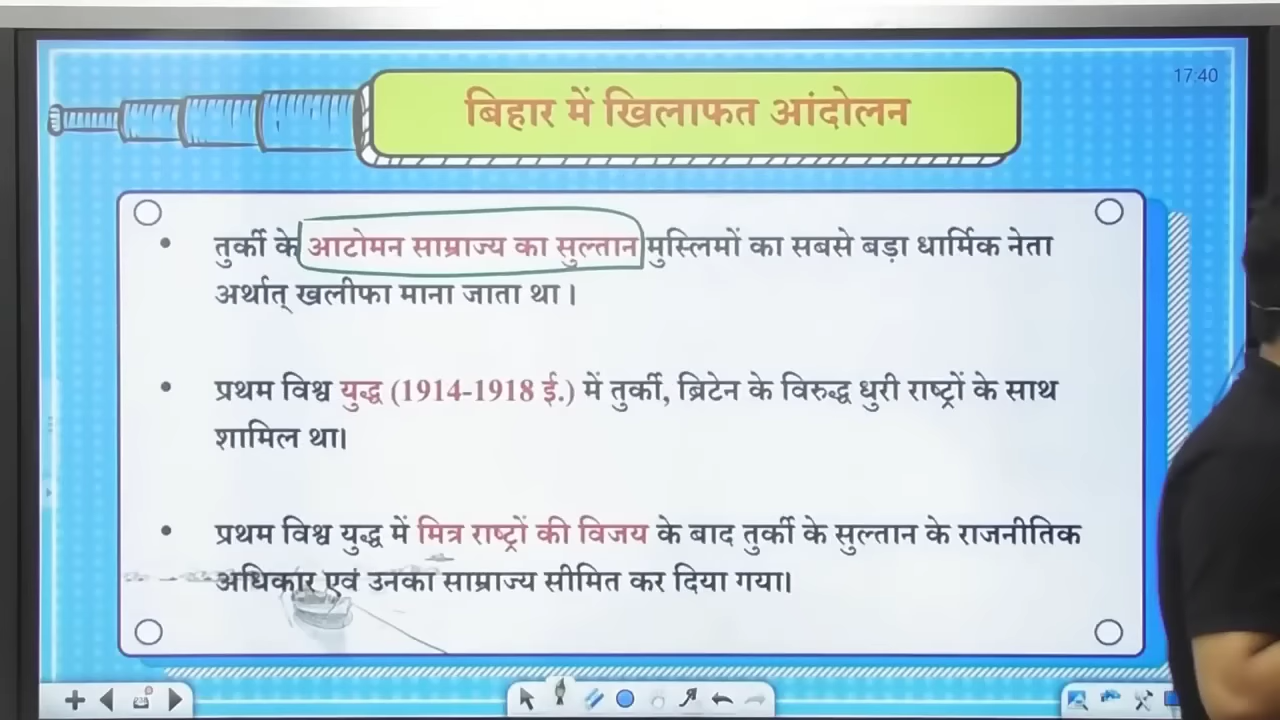 17:40
बिहार में खिलाफत आंदोलन
• तुर्की के आटोमन साम्राज्य का सुल्तान मुस्लिमों का सबसे बड़ा धार्मिक नेता
अर्थात् खलीफा माना जाता था।
• प्रथम विश्व युद्ध (1914-1918 ई.) में तुर्की, ब्रिटेन के विरुद्ध धुरी राष्ट्रों के साथ
शामिल था।
• प्रथम विश्व युद्ध में मित्र राष्ट्रों की विजय के बाद तुर्की के सुल्तान के राजनीतिक
अधिकार एवं उनका साम्राज्य सीमित कर दिया गया।